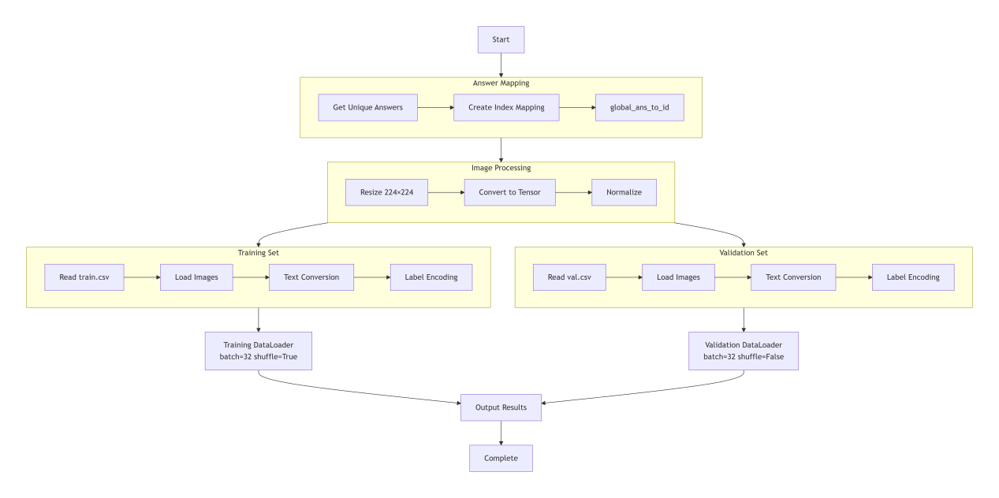 Start
Answer Mapping
Get Unique Answers
Create Index Mapping
global_ans_to_id
Image Processing
Resize 224×224
Convert to Tensor
Normalize
Training Set
Read train.csv
Load Images
Text Conversion
Label Encoding
Validation Set
Read val.csv
Load Images
Text Conversion
Label Encoding
Training DataLoader
batch=32 shuffle=True
Validation DataLoader
batch=32 shuffle=False
Output Results
Complete